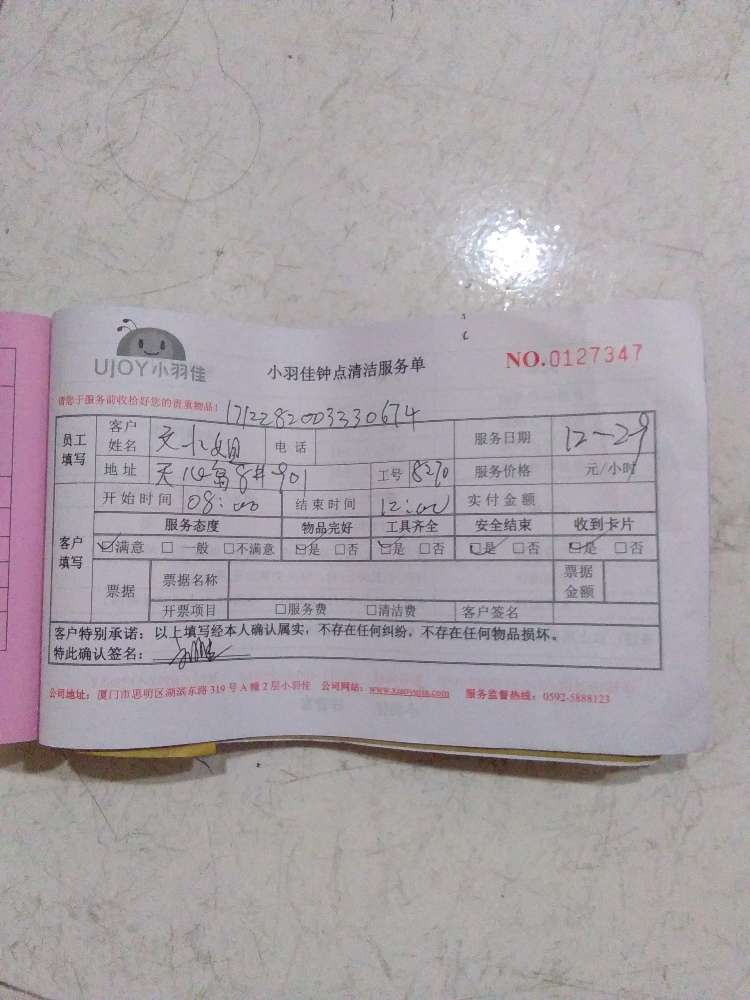 UJOY小羽佳
小羽佳钟点清洁服务单
NO.0127347
请您于服务前收拾好您的贵重物品!
1712282003330674
员工填写 客户姓名 文小姐 电话 服务日期 12-29
地址 天心岛8# 901 工号 8270 服务价格 元/小时
客户填写 开始时间 08:00 结束时间 12:00 实付金额
服务态度 物品完好 工具齐全 安全结束 收到卡片
☑满意 □一般 □不满意 ☑是 □否 ☑是 □否 ☑是 □否 ☑是 □否
票据 票据名称 票据金额
开票项目 □服务费 □清洁费 客户签名
客户特别承诺:以上填写经本人确认属实,不存在任何纠纷,不存在任何物品损坏。
特此确认签名:
公司地址:厦门市思明区湖滨东路319号A幢2层小羽佳 公司网站:www.xiaoyujia.com 服务监督热线:0592-5888123